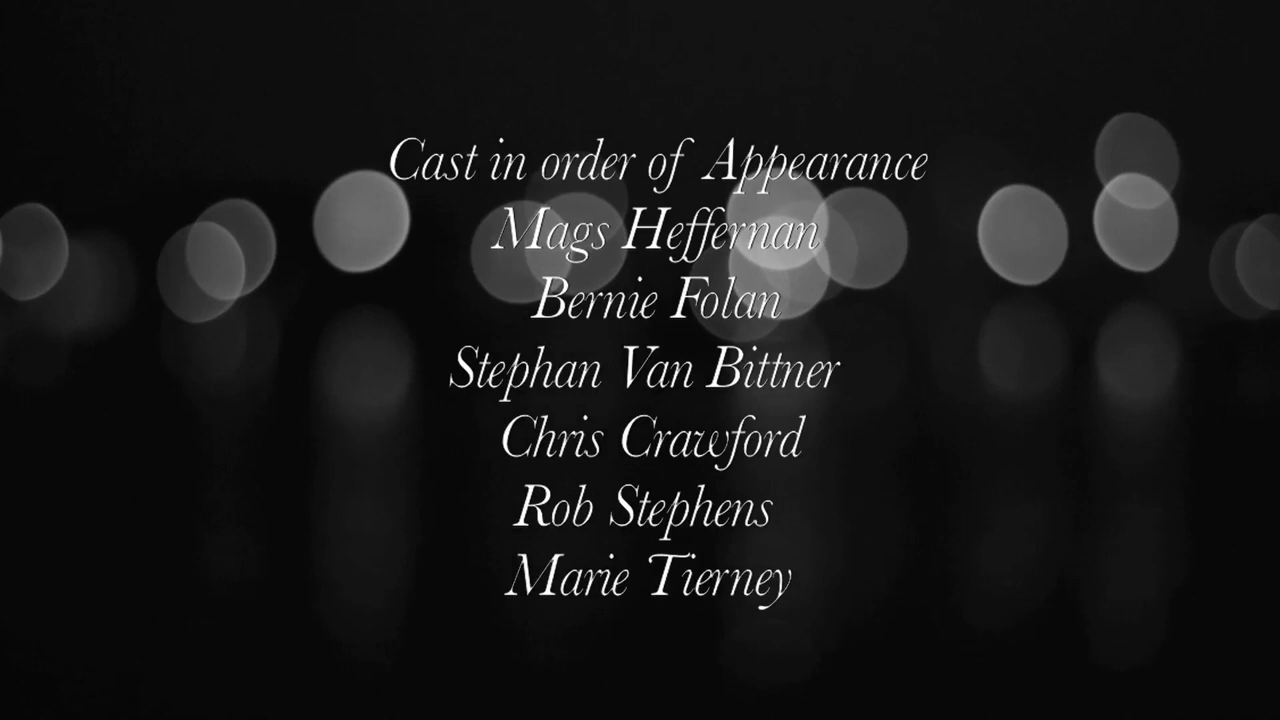 Cast in order of Appearance
Mags Heffernan
Bernie Folan
Stephan Van Bittner
Chris Crawford
Rob Stephens
Marie Tierney